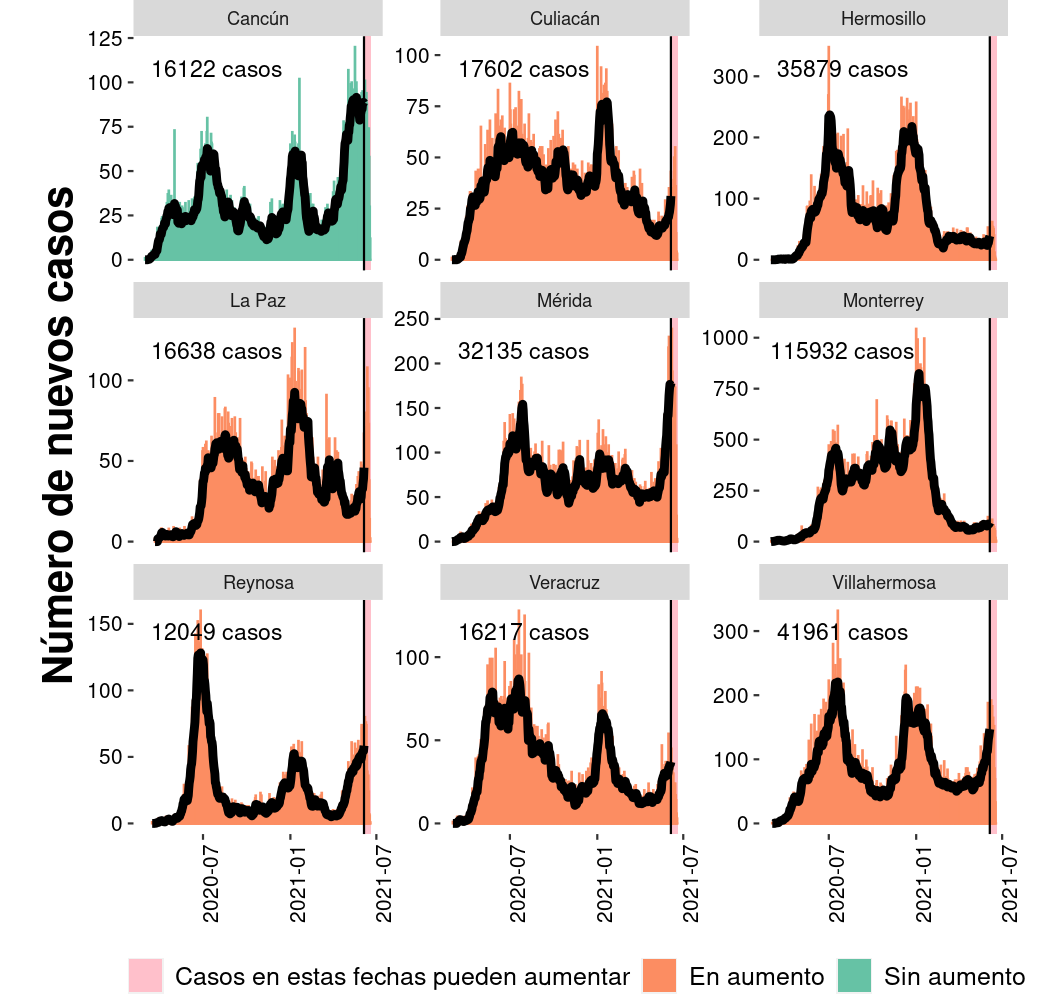 Número de nuevos casos
Cancún Culiacán Hermosillo
125
100
75
50
25
0
16122 casos
100
75
50
25
0
17602 casos
300
200
100
0
35879 casos
La Paz Mérida Monterrey
100
50
0
16638 casos
250
200
150
100
50
0
32135 casos
1000
750
500
250
0
115932 casos
Reynosa Veracruz Villahermosa
150
100
50
0
12049 casos
100
50
0
16217 casos
300
200
100
0
41961 casos
2020-07 2021-01 2021-07 2020-07 2021-01 2021-07 2020-07 2021-01 2021-07
Casos en estas fechas pueden aumentar En aumento Sin aumento